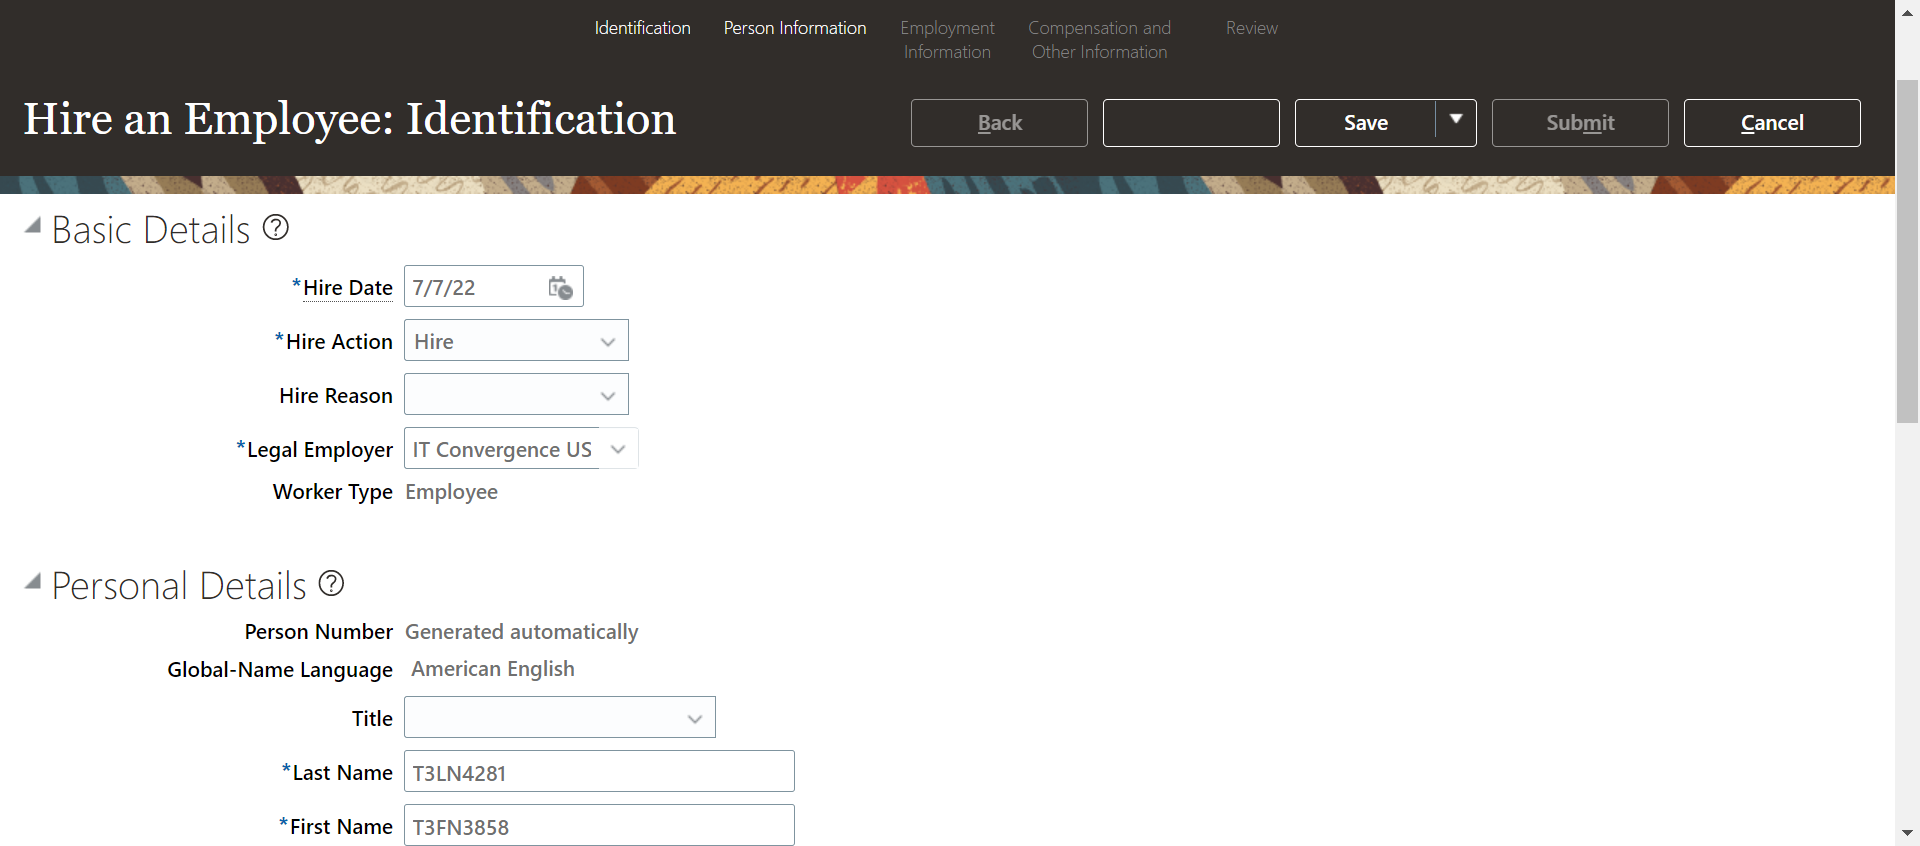 Identification
Person Information
Employment
Information
Compensation and
Other Information
Review
Hire an Employee: Identification
Back
Save
Submit
Cancel
Basic Details
*Hire Date 7/7/22
*Hire Action Hire
Hire Reason
*Legal Employer IT Convergence US
Worker Type Employee
Personal Details
Person Number Generated automatically
Global-Name Language American English
Title
*Last Name T3LN4281
*First Name T3FN3858